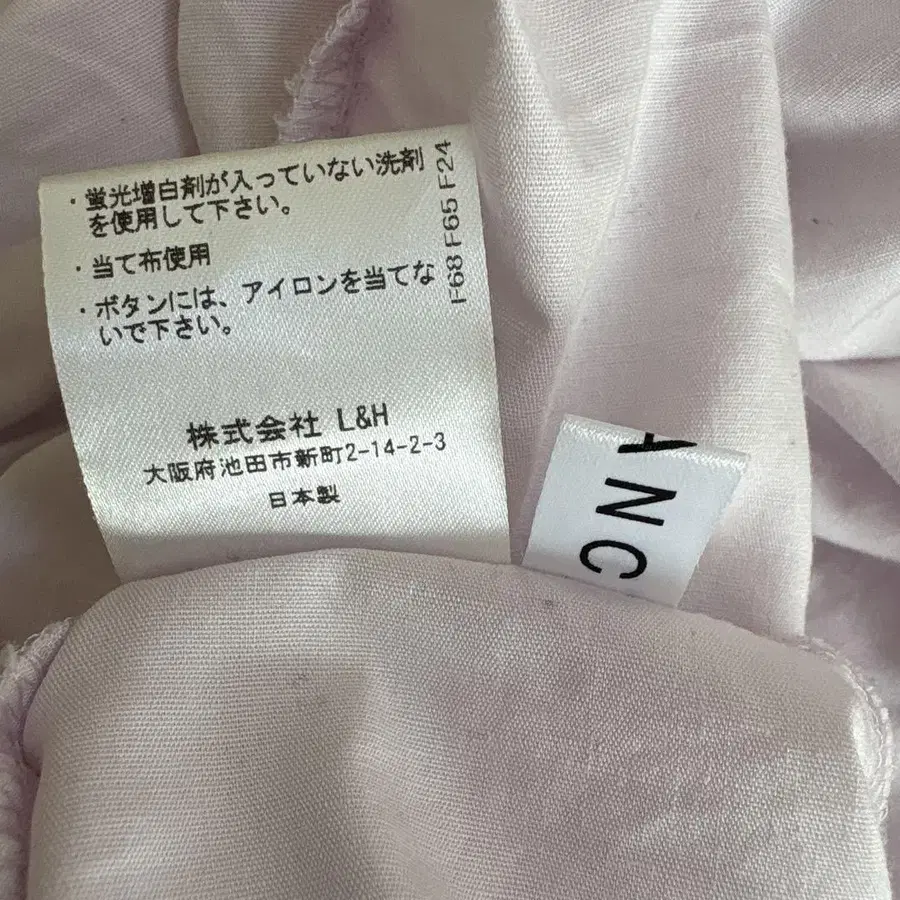 ・蛍光増白剤が入っていない洗剤
を使用して下さい。
・当て布使用
・ボタンには、アイロンを当てな
いで下さい。
F68 F65 F24
株式会社 L&H
大阪府池田市新町2-14-2-3
日本製
ANC